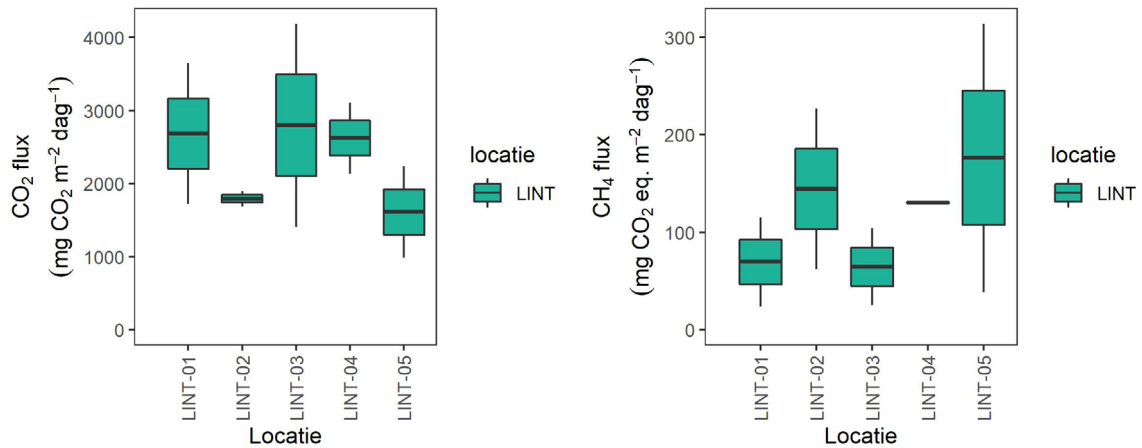 CO₂ flux
(mg CO₂ m⁻² dag⁻¹)
4000
3000
2000
1000
0
LINT-01
LINT-02
LINT-03
LINT-04
LINT-05
Locatie
locatie
LINT
CH₄ flux
(mg CO₂ eq. m⁻² dag⁻¹)
300
200
100
0
LINT-01
LINT-02
LINT-03
LINT-04
LINT-05
Locatie
locatie
LINT